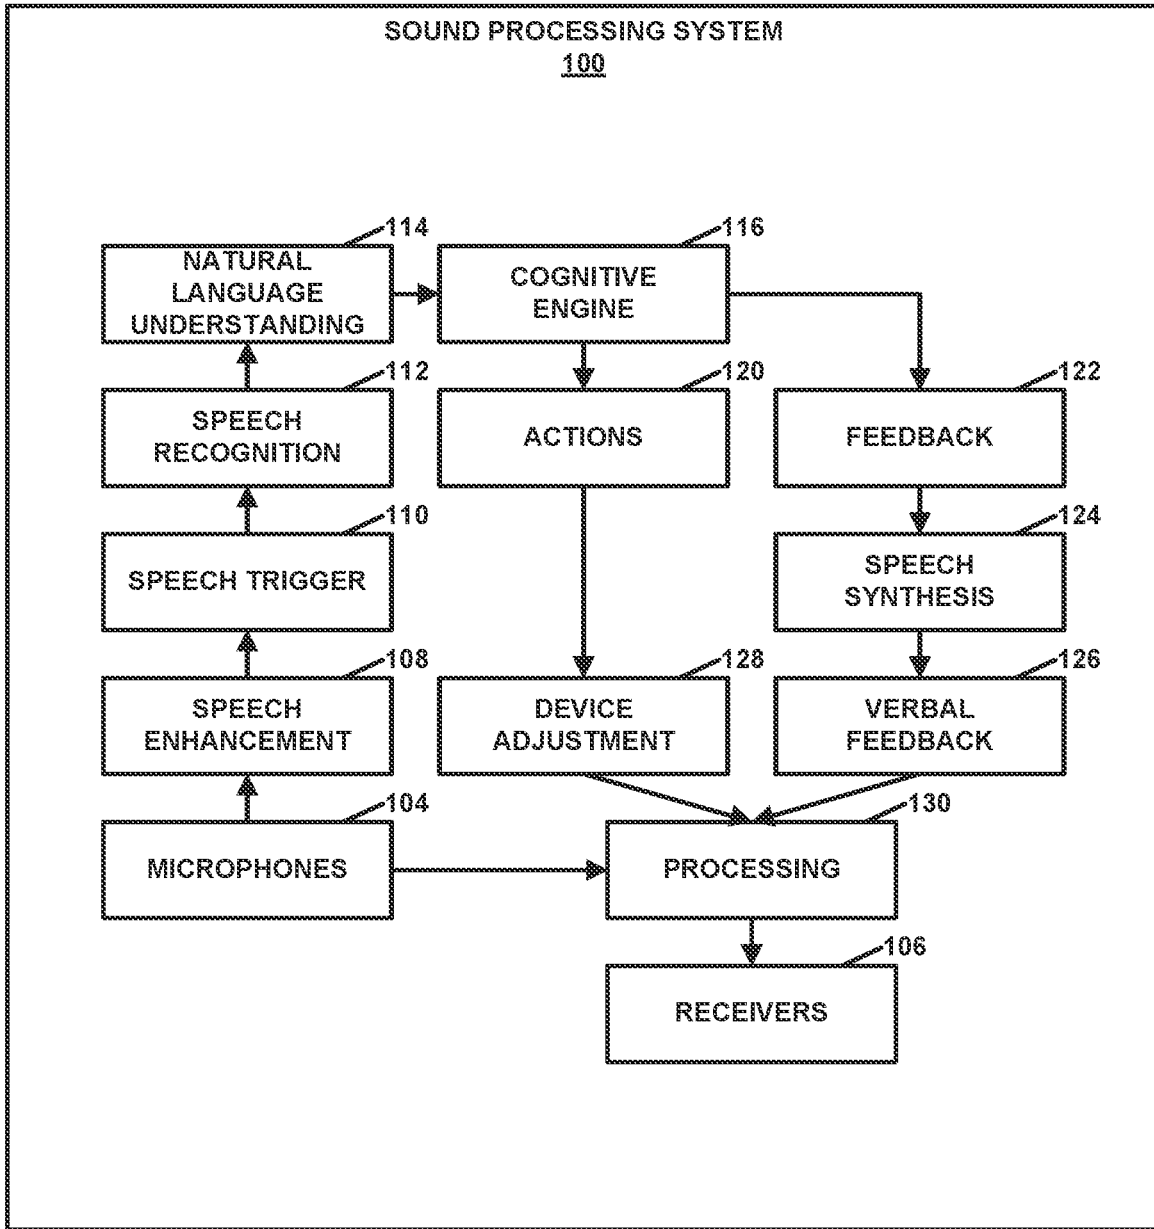 SOUND PROCESSING SYSTEM
100
114
NATURAL
LANGUAGE
UNDERSTANDING
116
COGNITIVE
ENGINE
112
SPEECH
RECOGNITION
120
ACTIONS
122
FEEDBACK
110
SPEECH TRIGGER
124
SPEECH
SYNTHESIS
108
SPEECH
ENHANCEMENT
128
DEVICE
ADJUSTMENT
126
VERBAL
FEEDBACK
104
MICROPHONES
130
PROCESSING
106
RECEIVERS